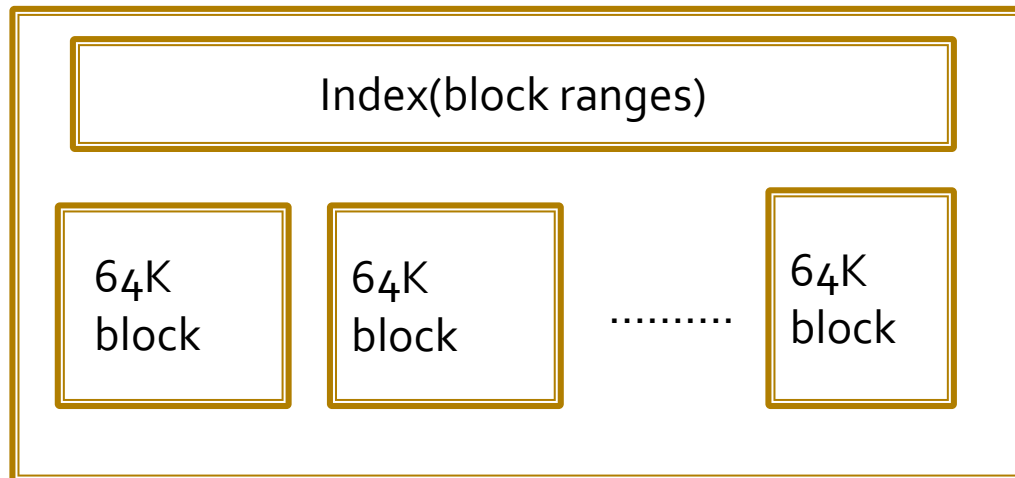 Index(block ranges)
64K
block
64K
block
..........
64K
block